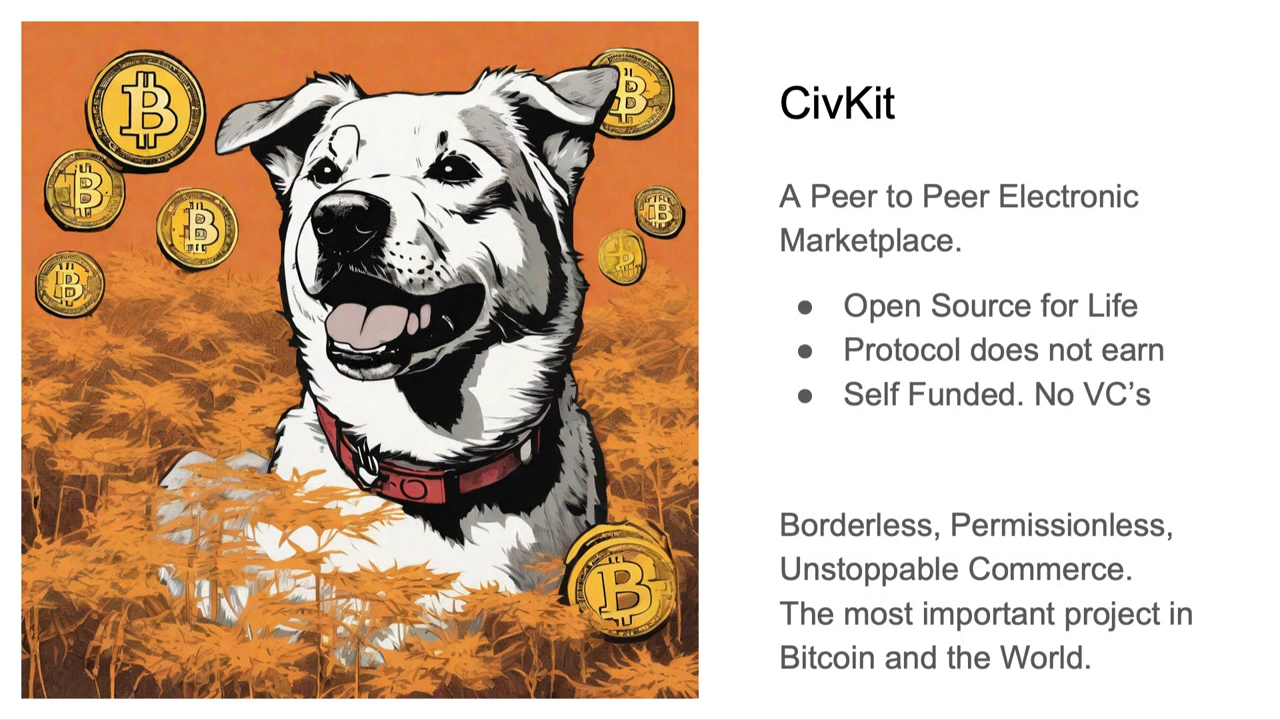 CivKit
A Peer to Peer Electronic
Marketplace.
● Open Source for Life
● Protocol does not earn
● Self Funded. No VC’s
Borderless, Permissionless,
Unstoppable Commerce.
The most important project in
Bitcoin and the World.